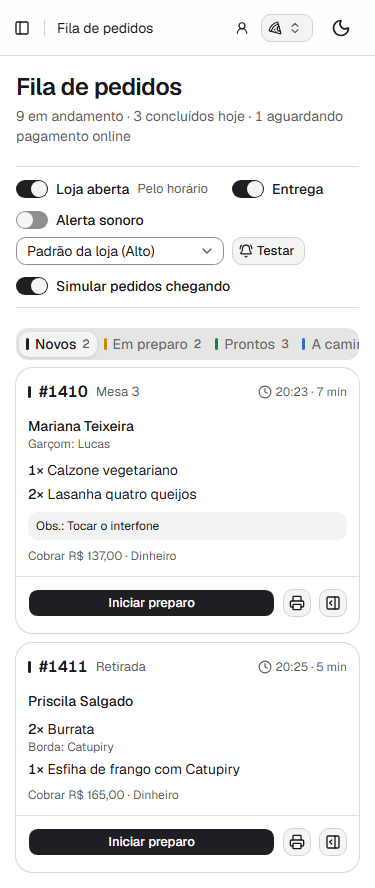 Fila de pedidos
Fila de pedidos
9 em andamento · 3 concluídos hoje · 1 aguardando
pagamento online
Loja aberta Pelo horário Entrega
Alerta sonoro
Padrão da loja (Alto) Testar
Simular pedidos chegando
Novos 2 Em preparo 2 Prontos 3 A
#1410 Mesa 3 20:23 · 7 min
Mariana Teixeira
Garçom: Lucas
1× Calzone vegetariano
2× Lasanha quatro queijos
Obs.: Tocar o interfone
Cobrar R$ 137,00 · Dinheiro
Iniciar preparo
#1411 Retirada 20:25 · 5 min
Priscila Salgado
2× Burrata
Borda: Catupiry
1× Esfiha de frango com Catupiry
Cobrar R$ 165,00 · Dinheiro
Iniciar preparo